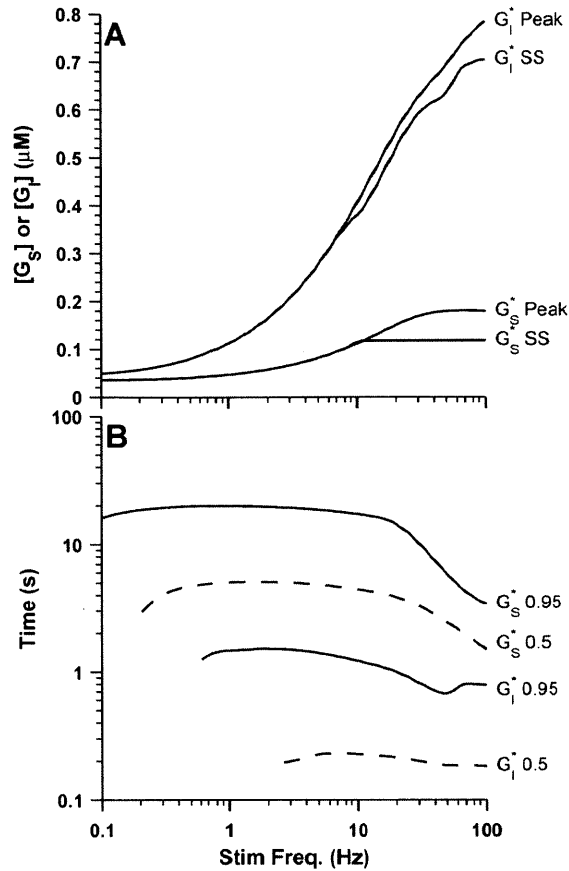 A
0.8
0.7
0.6
0.5
0.4
0.3
0.2
0.1
0
[G_S] or [G_I] (μM)
G_I^* Peak
G_I^* SS
G_S^* Peak
G_S^* SS
B
100
10
1
0.1
Time (s)
G_S^* 0.95
G_S^* 0.5
G_I^* 0.95
G_I^* 0.5
0.1 1 10 100
Stim Freq. (Hz)